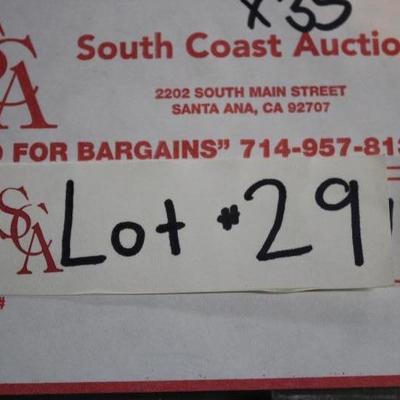 x35
South Coast Auctio
2202 SOUTH MAIN STREET
SANTA ANA, CA 92707
FOR BARGAINS" 714-957-81
SCA Lot # 29
#